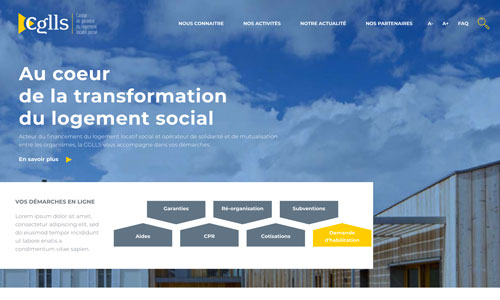 cglls
Caisse
de garantie
du logement
locatif social
NOUS CONNAITRE
NOS ACTIVITÉS
NOTRE ACTUALITÉ
NOS PARTENAIRES
A-
A+
FAQ
Au coeur
de la transformation
du logement social
Acteur du financement du logement locatif social et opérateur de solidarité et de mutualisation
entre les organismes, la CGLLS vous accompagne dans vos démarches.
En savoir plus
VOS DÉMARCHES EN LIGNE
Lorem ipsum dolor sit amet,
consectetur adipiscing elit, sed
do eiusmod tempor incididunt
ut labore enatis a
condimentum vitae sapien.
Garanties
Ré-organisation
Subventions
Aides
CPR
Cotisations
Demande
d'habilitation